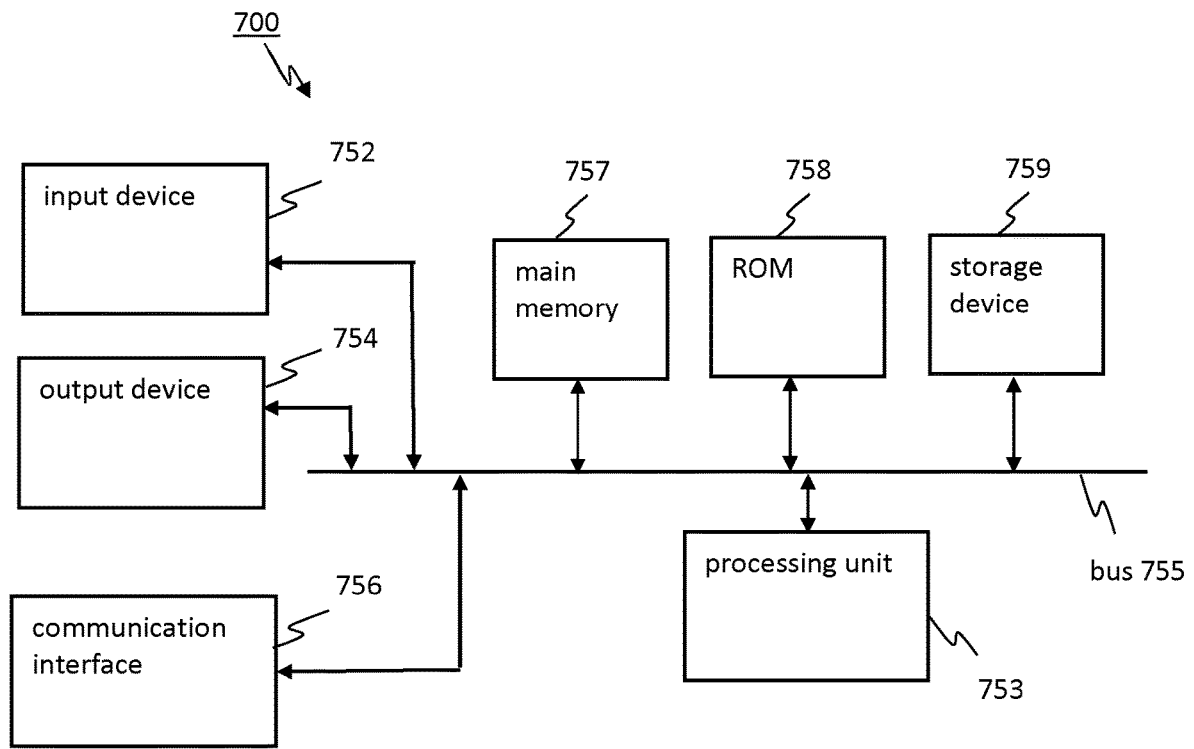 700
752
input device
757
758
759
main
memory
ROM
storage
device
754
output device
processing unit
bus 755
756
communication
interface
753